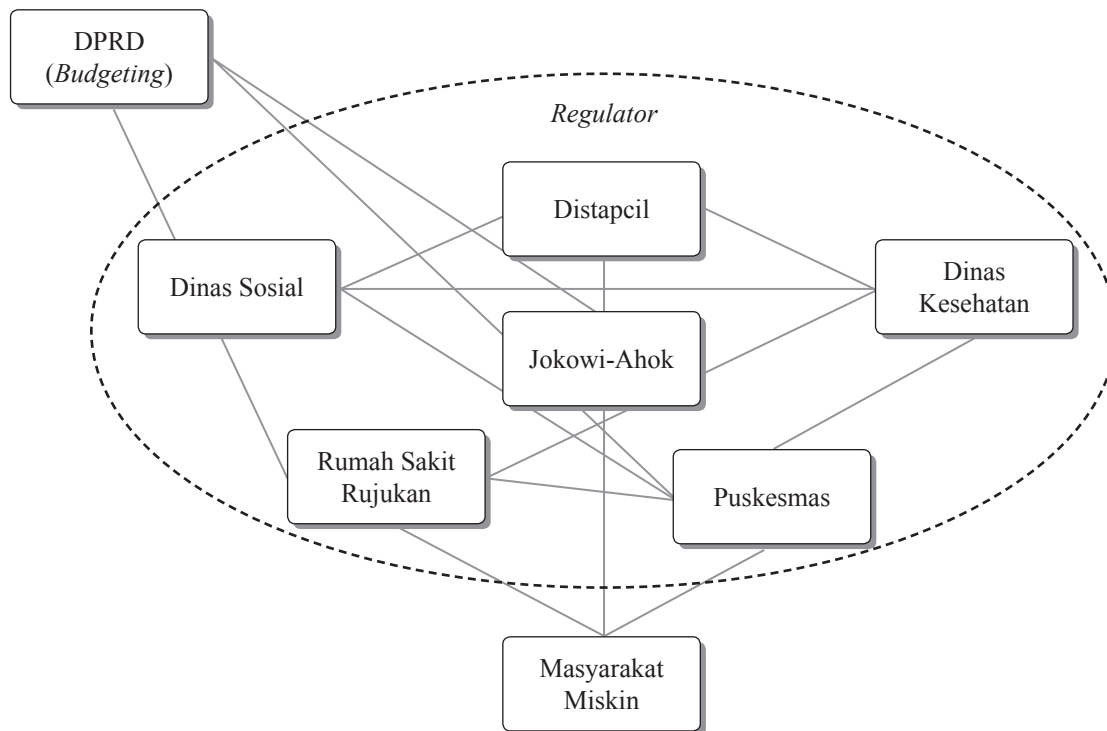 DPRD
(Budgeting)
Regulator
Distapcil
Dinas Sosial
Dinas
Kesehatan
Jokowi-Ahok
Rumah Sakit
Rujukan
Puskesmas
Masyarakat
Miskin